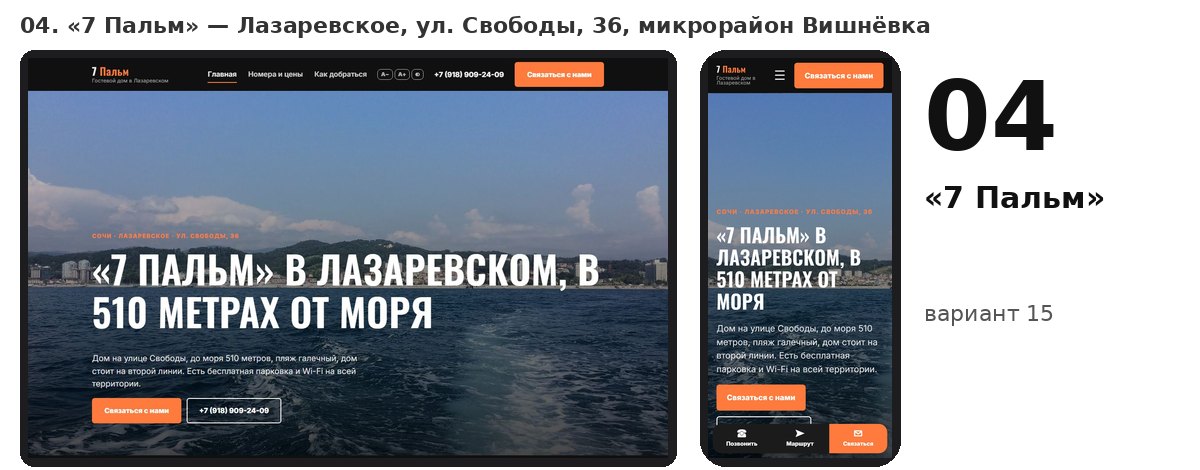 04. «7 Пальм» — Лазаревское, ул. Свободы, 36, микрорайон Вишнёвка
7 Пальм
Гостевой дом в Лазаревском
Главная
Номера и цены
Как добраться
A−
A+
+7 (918) 909-24-09
Связаться с нами
СОЧИ · ЛАЗАРЕВСКОЕ · УЛ. СВОБОДЫ, 36
«7 ПАЛЬМ» В ЛАЗАРЕВСКОМ, В
510 МЕТРАХ ОТ МОРЯ
Дом на улице Свободы, до моря 510 метров, пляж галечный, дом
стоит на второй линии. Есть бесплатная парковка и Wi-Fi на всей
территории.
Связаться с нами
+7 (918) 909-24-09
7 Пальм
Гостевой дом в
Лазаревском
Связаться с нами
СОЧИ · ЛАЗАРЕВСКОЕ · УЛ. СВОБОДЫ, 36
«7 ПАЛЬМ» В
ЛАЗАРЕВСКОМ, В
510 МЕТРАХ ОТ
МОРЯ
Дом на улице Свободы, до моря 510
метров, пляж галечный, дом стоит на
второй линии. Есть бесплатная
парковка и Wi-Fi на всей территории.
Связаться с нами
Позвонить
Маршрут
Связаться
04
«7 Пальм»
вариант 15